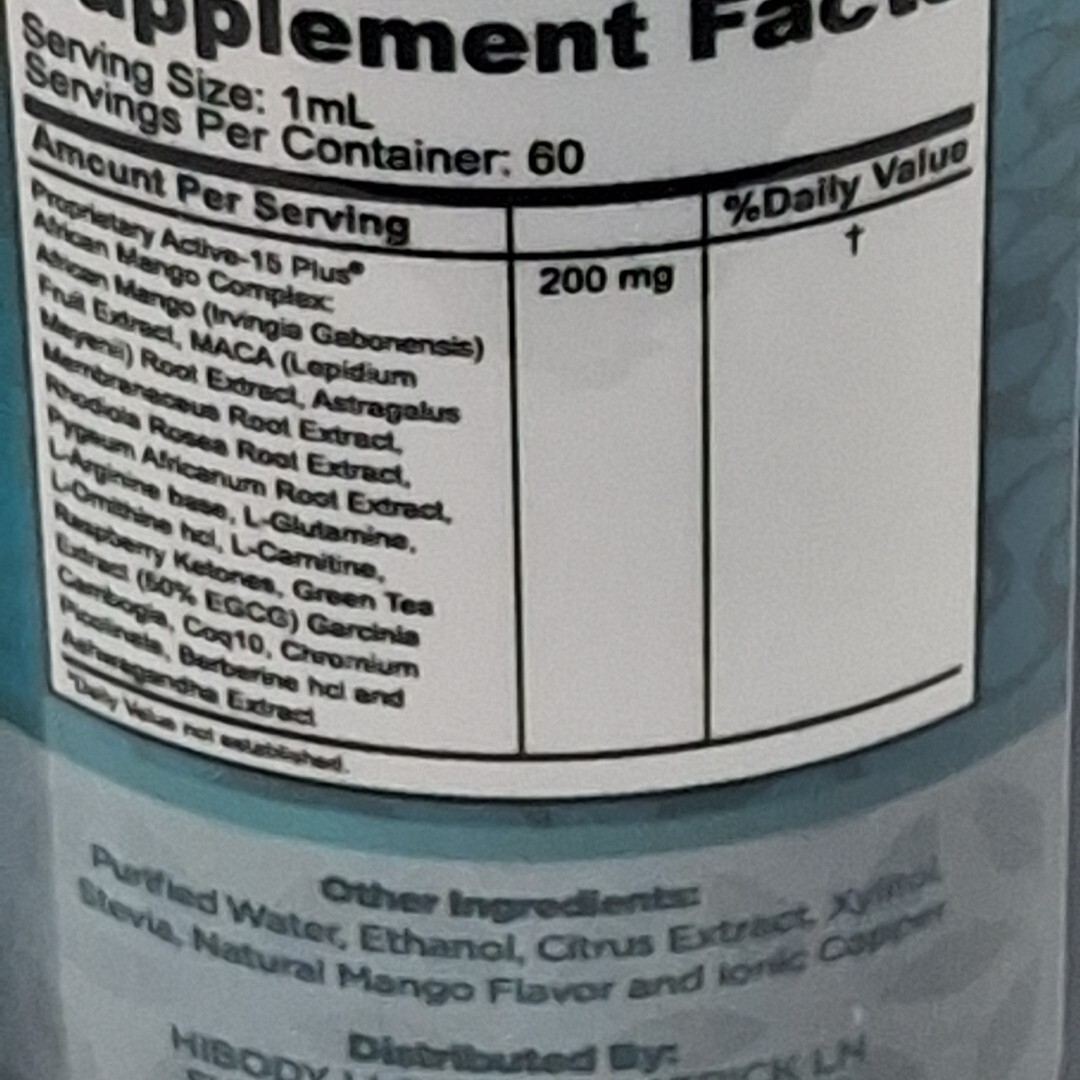 Supplement Facts
Serving Size: 1mL
Servings Per Container: 60
Amount Per Serving
%Daily Value
Proprietary Active-15 Plus®
200 mg
†
African Mango Complex:
African Mango (Irvingia Gabonensis)
Fruit Extract, MACA (Lepidium
Meyenii) Root Extract, Astragalus
Membranaceus Root Extract,
Rhodiola Rosea Root Extract,
Pygeum Africanum Root Extract,
L-Arginine base, L-Glutamine,
L-Ornithine hcl, L-Carnitine,
Raspberry Ketones, Green Tea
Extract (50% EGCG) Garcinia
Cambogia, Coq10, Chromium
Picolinate, Berberine hcl and
Ashwagandha Extract
*Daily Value not established.
Other Ingredients:
Purified Water, Ethanol, Citrus Extract, Xylitol,
Stevia, Natural Mango Flavor and Ionic Copper
Distributed By:
HIBODY LN